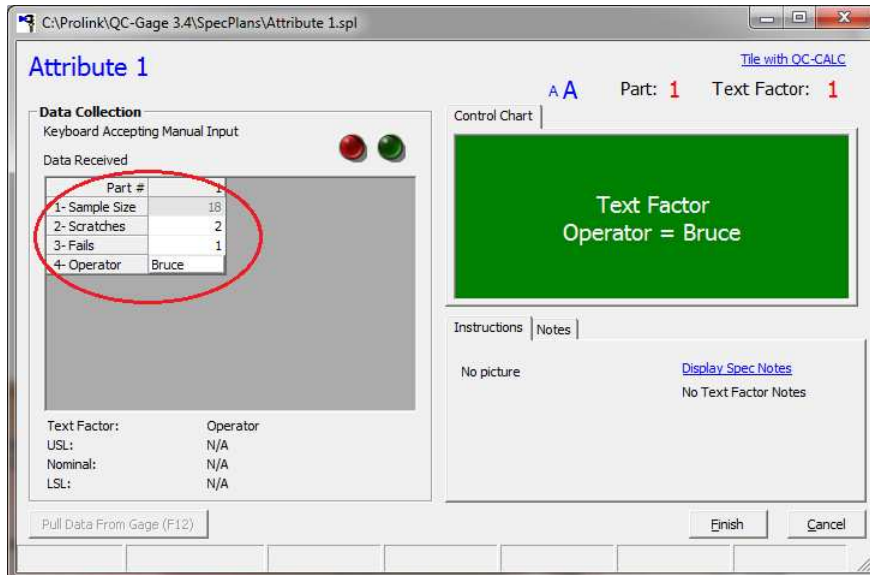 C:\Prolink\QC-Gage 3.4\SpecPlans\Attribute 1.spl
Attribute 1
Tile with QC-CALC
A A Part: 1 Text Factor: 1
Data Collection
Keyboard Accepting Manual Input
Data Received
Part # 1
1- Sample Size 18
2- Scratches 2
3- Fails 1
4- Operator Bruce
Text Factor: Operator
USL: N/A
Nominal: N/A
LSL: N/A
Pull Data From Gage (F12)
Control Chart
Text Factor
Operator = Bruce
Instructions Notes
No picture
Display Spec Notes
No Text Factor Notes
Finish Cancel